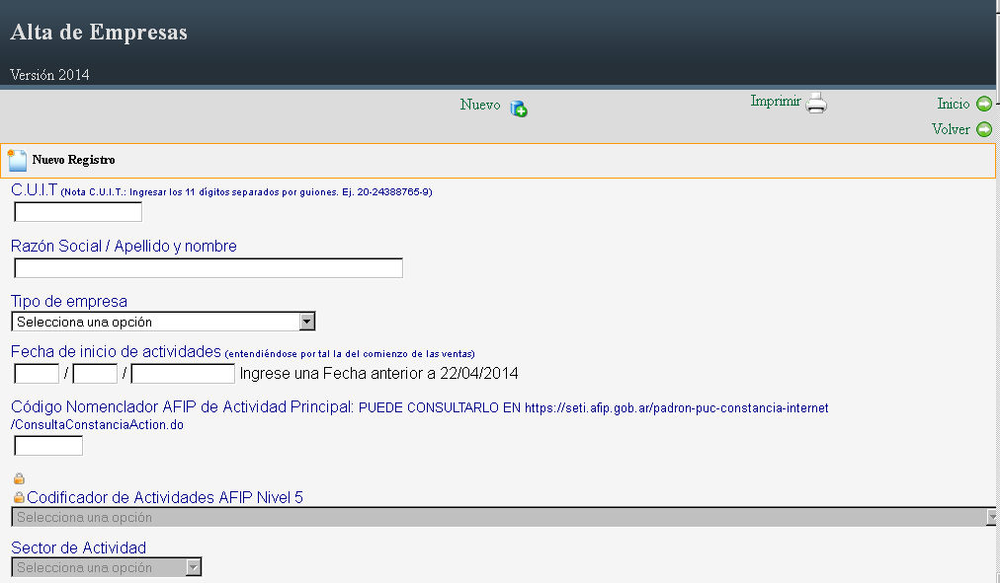 Alta de Empresas
Versión 2014
Nuevo
Imprimir
Inicio
Volver
Nuevo Registro
C.U.I.T (Nota C.U.I.T.: Ingresar los 11 dígitos separados por guiones. Ej. 20-24388765-9)
Razón Social / Apellido y nombre
Tipo de empresa
Selecciona una opción
Fecha de inicio de actividades (entendiéndose por tal la del comienzo de las ventas)
/ / Ingrese una Fecha anterior a 22/04/2014
Código Nomenclador AFIP de Actividad Principal: PUEDE CONSULTARLO EN https://seti.afip.gob.ar/padron-puc-constancia-internet
/ConsultaConstanciaAction.do
Codificador de Actividades AFIP Nivel 5
Selecciona una opción
Sector de Actividad
Selecciona una opción